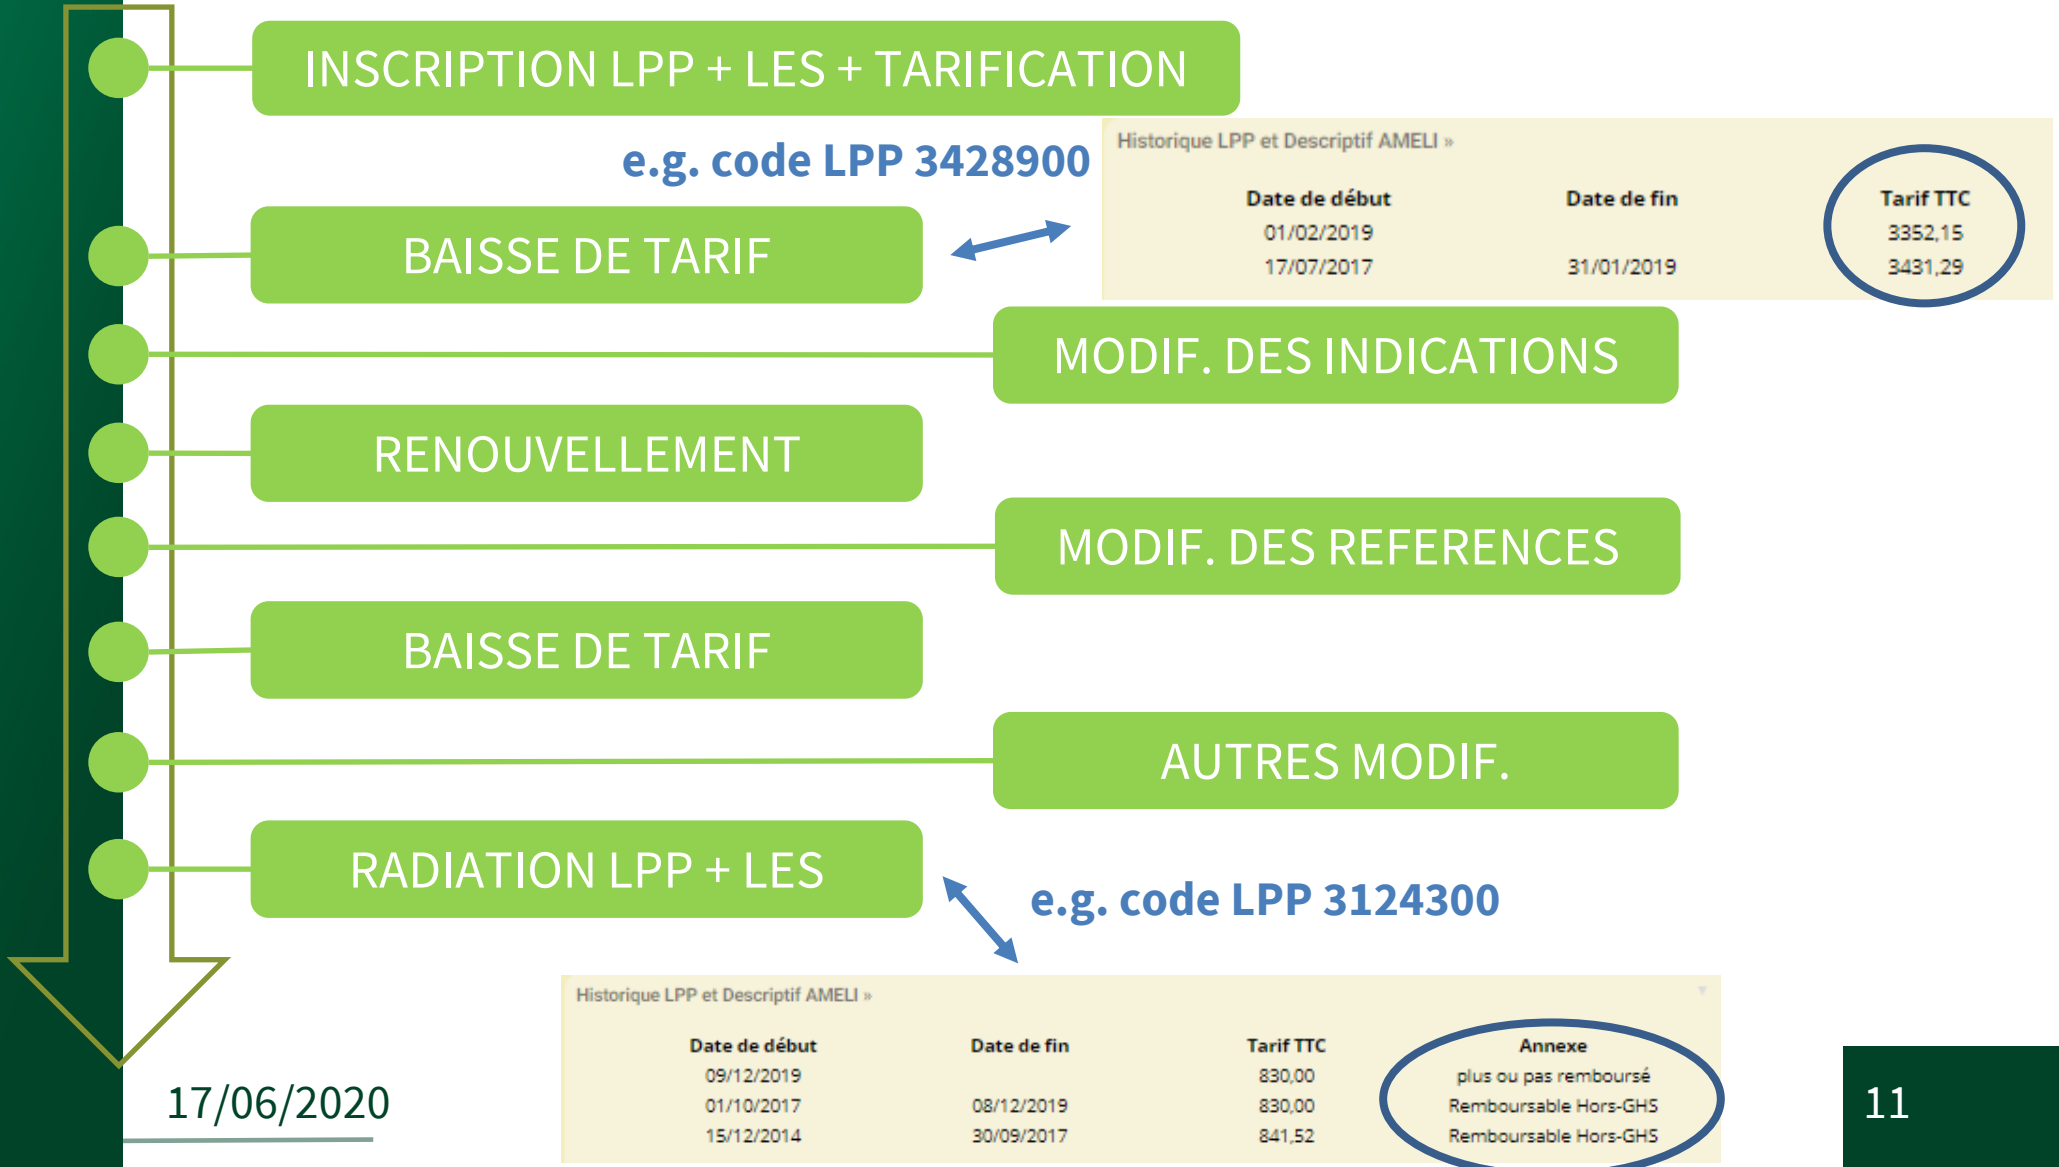 INSCRIPTION LPP + LES + TARIFICATION
e.g. code LPP 3428900
Historique LPP et Descriptif AMELI »
Date de début Date de fin Tarif TTC
01/02/2019 3352,15
17/07/2017 31/01/2019 3431,29
BAISSE DE TARIF
MODIF. DES INDICATIONS
RENOUVELLEMENT
MODIF. DES REFERENCES
BAISSE DE TARIF
AUTRES MODIF.
RADIATION LPP + LES
e.g. code LPP 3124300
Historique LPP et Descriptif AMELI »
Date de début Date de fin Tarif TTC Annexe
09/12/2019 830,00 plus ou pas remboursé
01/10/2017 08/12/2019 830,00 Remboursable Hors-GHS
15/12/2014 30/09/2017 841,52 Remboursable Hors-GHS
17/06/2020
11